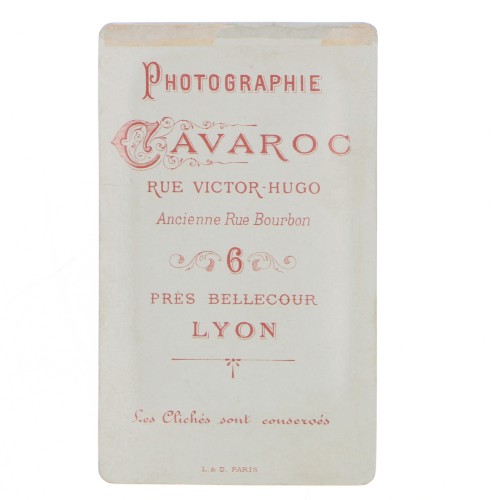 PHOTOGRAPHIE
CAVAROC
RUE VICTOR-HUGO
Ancienne Rue Bourbon
6
PRÈS BELLECOUR
LYON
Les Clichés sont conservés
L. & D. PARIS